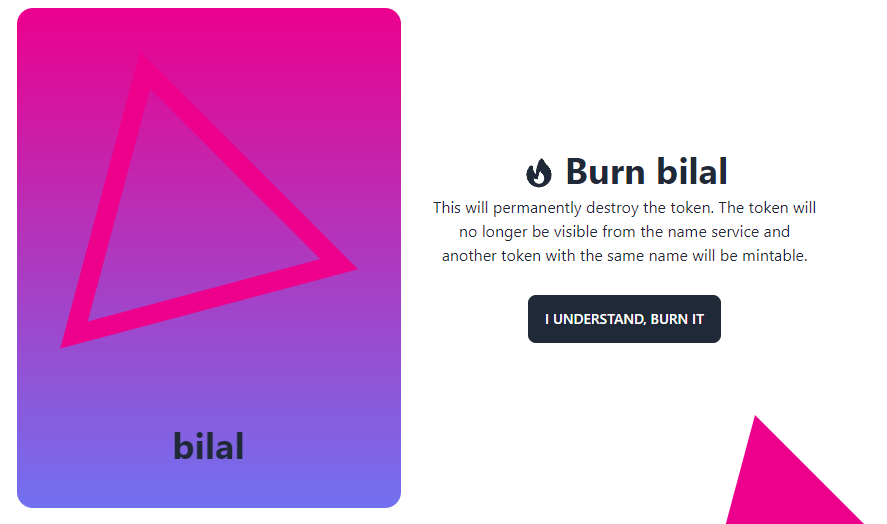 bilal
Burn bilal
This will permanently destroy the token. The token will
no longer be visible from the name service and
another token with the same name will be mintable.
I UNDERSTAND, BURN IT